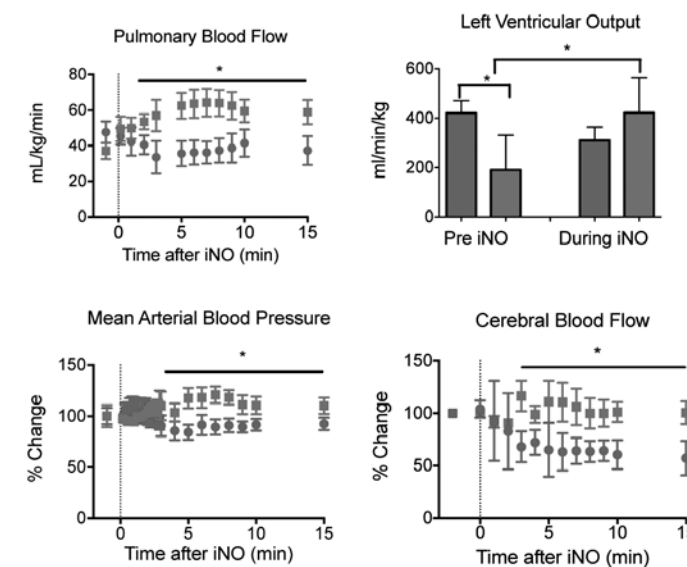 Pulmonary Blood Flow
*
80
60
40
20
0
mL/kg/min
0 5 10 15
Time after iNO (min)
Left Ventricular Output
*
*
600
400
200
0
ml/min/kg
Pre iNO During iNO
Mean Arterial Blood Pressure
*
150
100
50
0
% Change
0 5 10 15
Time after iNO (min)
Cerebral Blood Flow
*
150
100
50
0
% Change
0 5 10 15
Time after iNO (min)